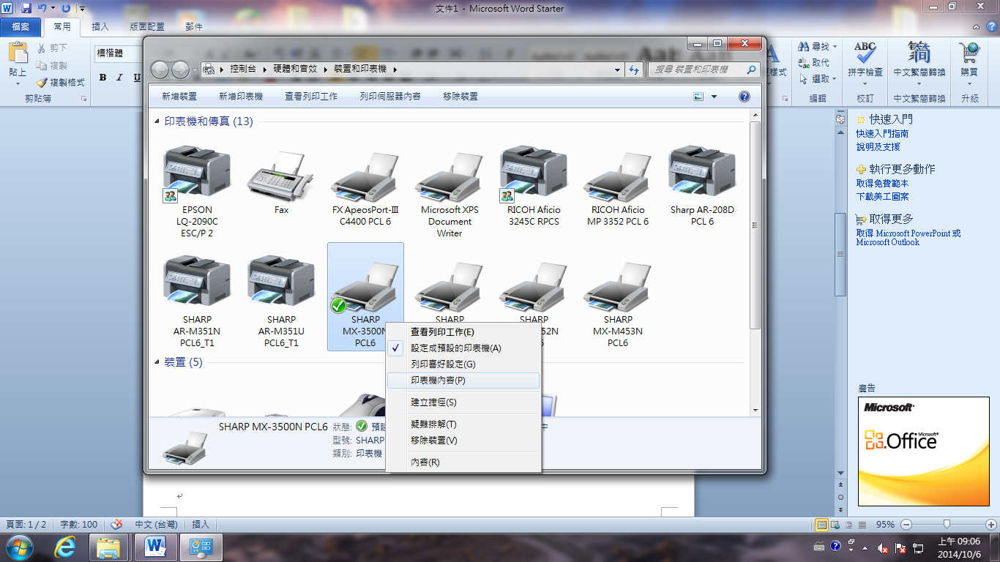 文件1 - Microsoft Word Starter
檔案
常用
插入
版面配置
參考資料
郵件
貼上
剪下
複製
複製格式
剪貼簿
標楷體
B I U
尋找
取代
選取
編輯
ABC
拼字檢查
校訂
簡
中文繁簡轉換
中文繁簡轉換
購買
升級
控制台 ▸ 硬體和音效 ▸ 裝置和印表機 ▸
搜尋 裝置和印表機
新增裝置
新增印表機
查看列印工作
列印伺服器內容
移除裝置
印表機和傳真 (13)
EPSON
LQ-2090C
ESC/P 2
Fax
FX ApeosPort-III
C4400 PCL 6
Microsoft XPS
Document
Writer
RICOH Aficio
3245C RPCS
RICOH Aficio
MP 3352 PCL 6
Sharp AR-208D
PCL 6
SHARP
AR-M351N
PCL6_T1
SHARP
AR-M351U
PCL6_T1
SHARP
MX-3500N
PCL6
SHARP
SHARP
52N
6
SHARP
MX-M453N
PCL6
查看列印工作(E)
設定成預設的印表機(A)
列印喜好設定(G)
印表機內容(P)
建立捷徑(S)
疑難排解(T)
移除裝置(V)
內容(R)
裝置 (5)
SHARP MX-3500N PCL6
狀態: 預設
型號: SHARP
類別: 印表機
中
快速入門
快速入門指南
說明及支援
執行更多動作
取得免費範本
下載美工圖案
取得更多
取得 Microsoft PowerPoint 或
Microsoft Outlook
廣告
Microsoft
Microsoft
Office
頁面: 1 / 2
字數: 100
中文 (台灣)
插入
95%
上午 09:06
2014/10/6